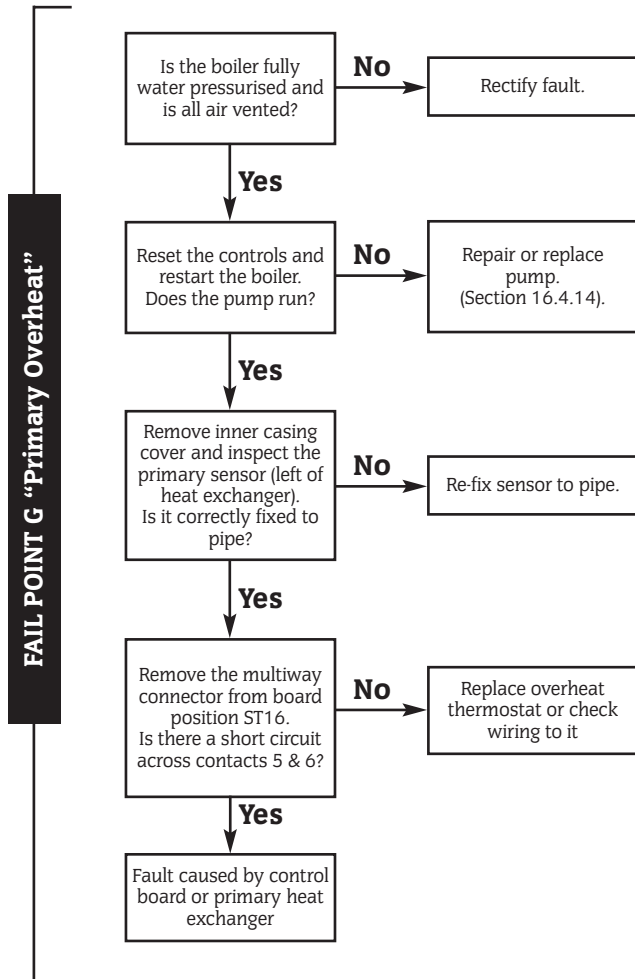 FAIL POINT G “Primary Overheat”
Is the boiler fully
water pressurised and
is all air vented?
No
Rectify fault.
Yes
Reset the controls and
restart the boiler.
Does the pump run?
No
Repair or replace
pump.
(Section 16.4.14).
Yes
Remove inner casing
cover and inspect the
primary sensor (left of
heat exchanger).
Is it correctly fixed to
pipe?
No
Re-fix sensor to pipe.
Yes
Remove the multiway
connector from board
position ST16.
Is there a short circuit
across contacts 5 & 6?
No
Replace overheat
thermostat or check
wiring to it
Yes
Fault caused by control
board or primary heat
exchanger